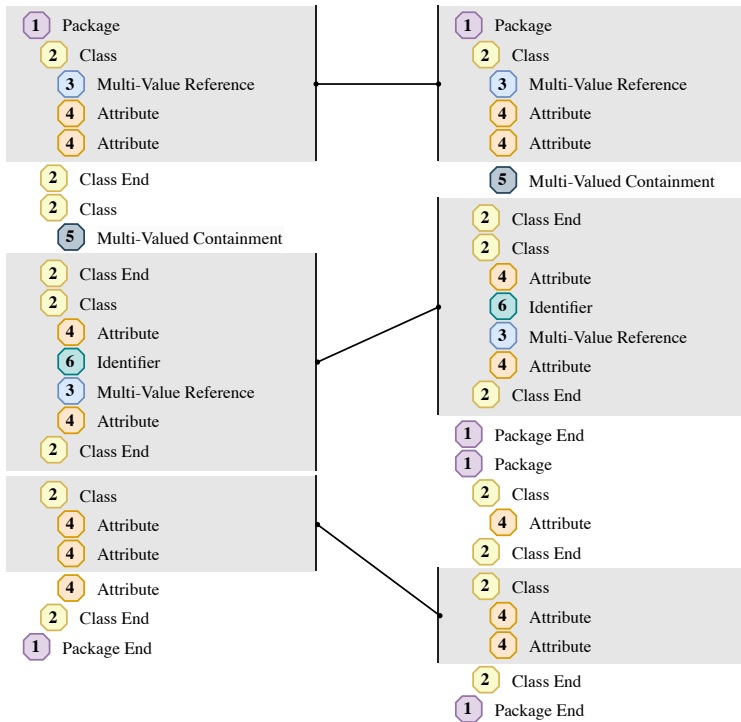 1 Package
2 Class
3 Multi-Value Reference
4 Attribute
4 Attribute
2 Class End
2 Class
5 Multi-Valued Containment
2 Class End
2 Class
4 Attribute
6 Identifier
3 Multi-Value Reference
4 Attribute
2 Class End
2 Class
4 Attribute
4 Attribute
4 Attribute
2 Class End
1 Package End
1 Package
2 Class
3 Multi-Value Reference
4 Attribute
4 Attribute
5 Multi-Valued Containment
2 Class End
2 Class
4 Attribute
6 Identifier
3 Multi-Value Reference
4 Attribute
2 Class End
1 Package End
1 Package
2 Class
4 Attribute
2 Class End
2 Class
4 Attribute
4 Attribute
2 Class End
1 Package End